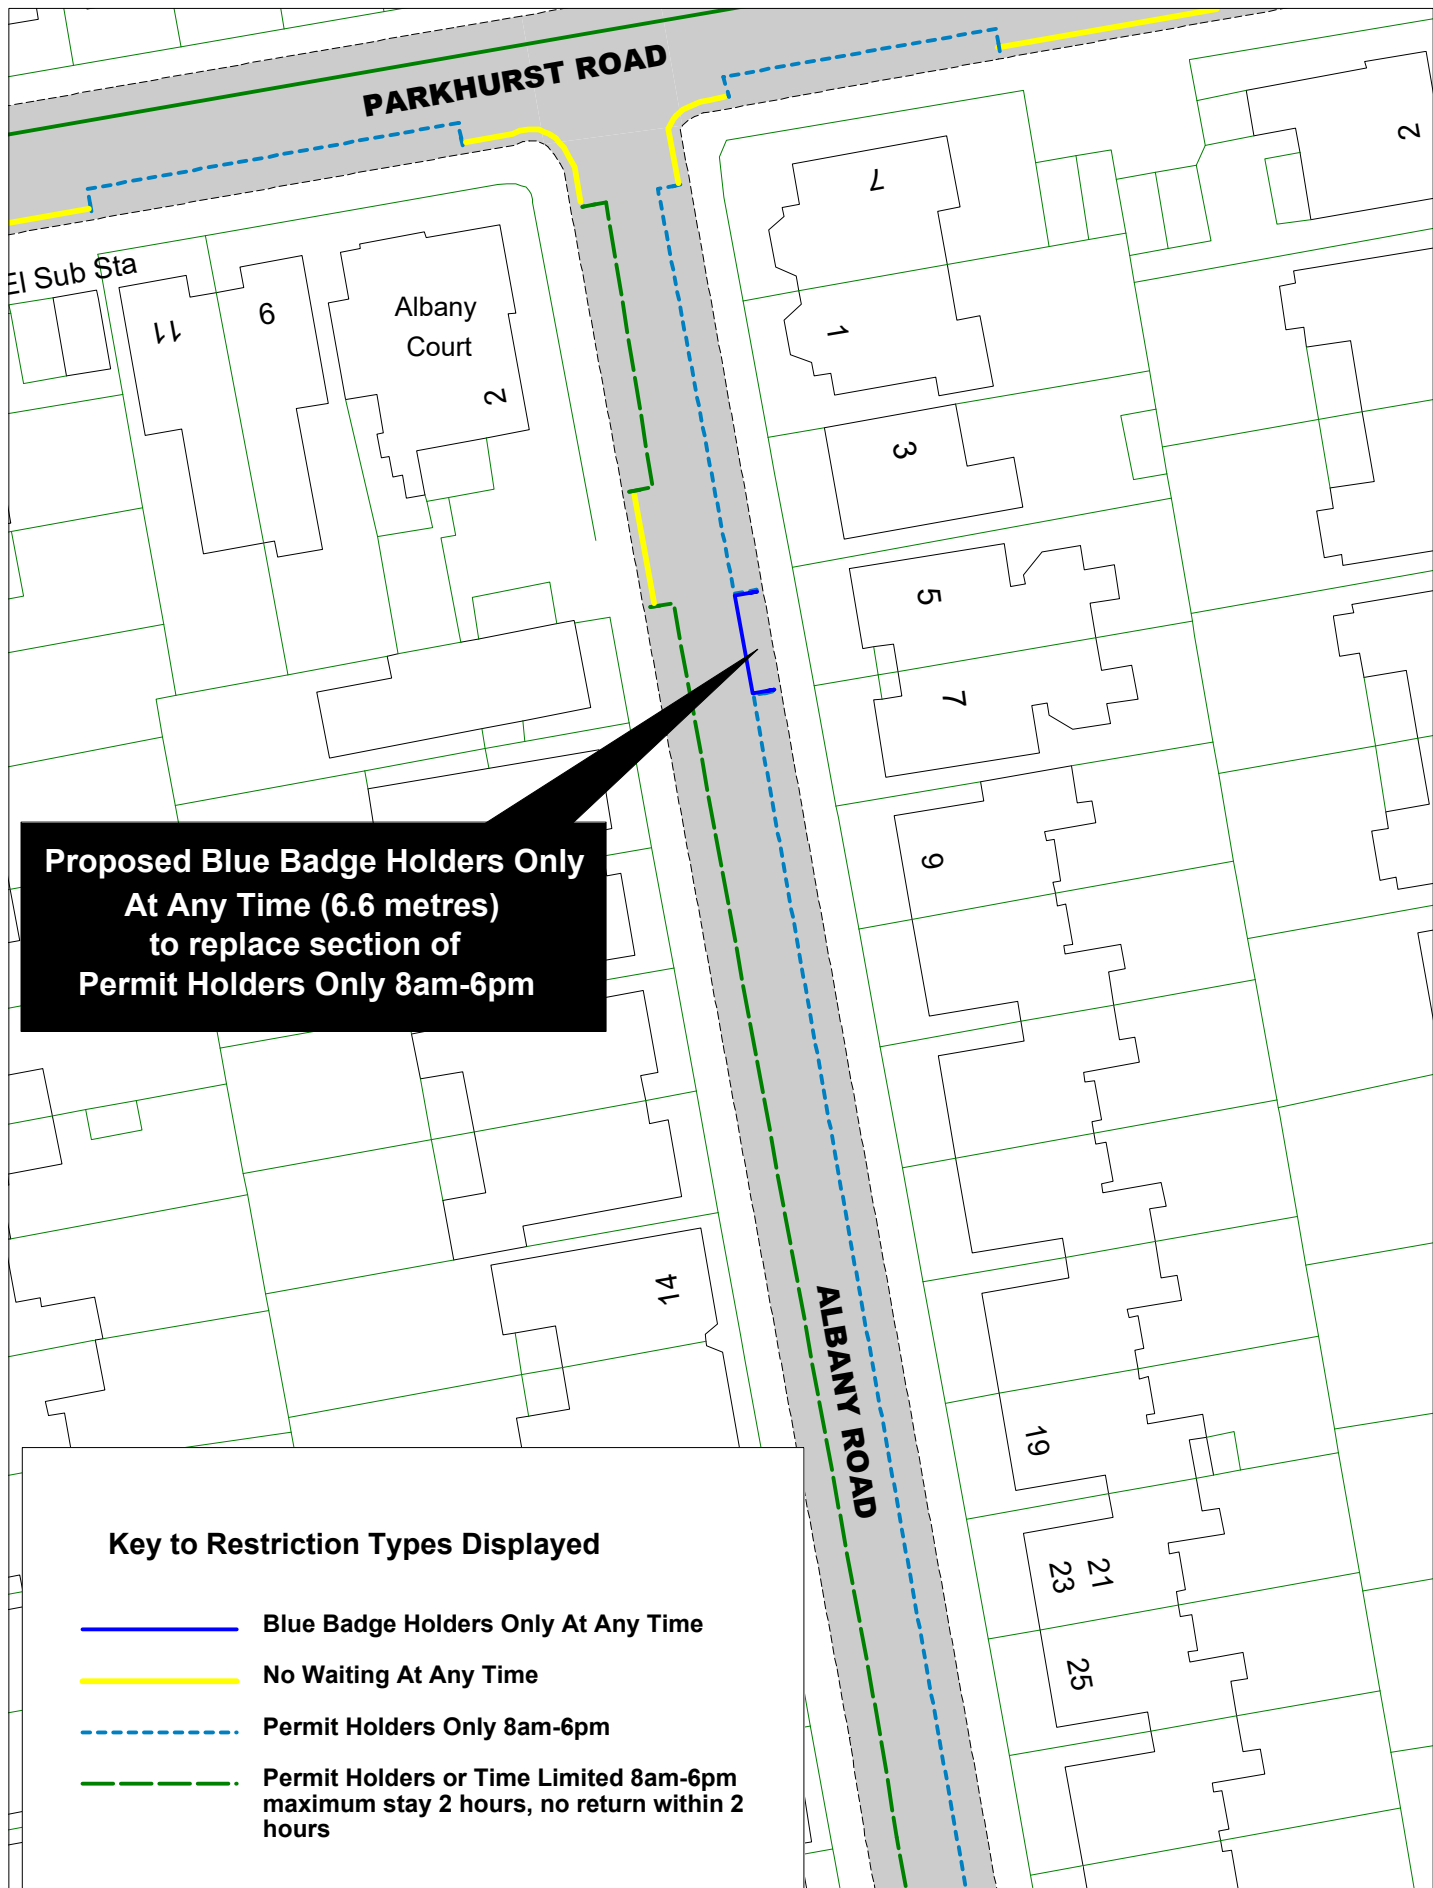 PARKHURST ROAD
2
7
El Sub Sta
11
9
Albany
Court
2
1
3
5
7
Proposed Blue Badge Holders Only
At Any Time (6.6 metres)
to replace section of
Permit Holders Only 8am-6pm
9
14
ALBANY ROAD
19
21
23
25
Key to Restriction Types Displayed
Blue Badge Holders Only At Any Time
No Waiting At Any Time
Permit Holders Only 8am-6pm
Permit Holders or Time Limited 8am-6pm
maximum stay 2 hours, no return within 2
hours